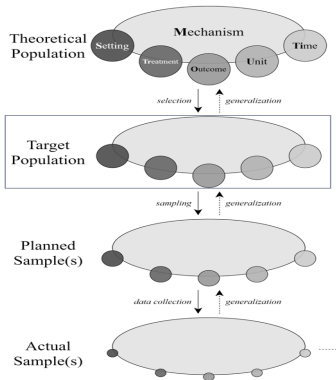 Theoretical
Population
Mechanism
Setting
Treatment
Outcome
Unit
Time
selection
generalization
Target
Population
sampling
generalization
Planned
Sample(s)
data collection
generalization
Actual
Sample(s)